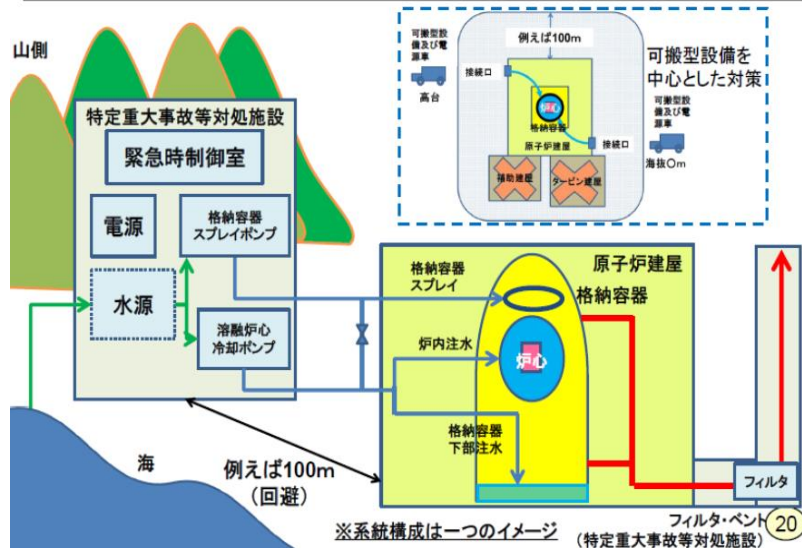 山側
特定重大事故等対処施設
緊急時制御室
電源
格納容器
スプレイポンプ
水源
溶融炉心
冷却ポンプ
海
例えば100m
(回避)
可搬型設
備及び電
源車
高台
例えば100m
接続口
炉心
格納容器
原子炉建屋
接続口
補助建屋
タービン建屋
可搬型設備を
中心とした対策
可搬型設
備及び電
源車
海抜〇m
原子炉建屋
格納容器
格納容器
スプレイ
炉内注水
炉心
格納容器
下部注水
フィルタ
※系統構成は一つのイメージ
フィルタ・ベント
(特定重大事故等対処施設)
20